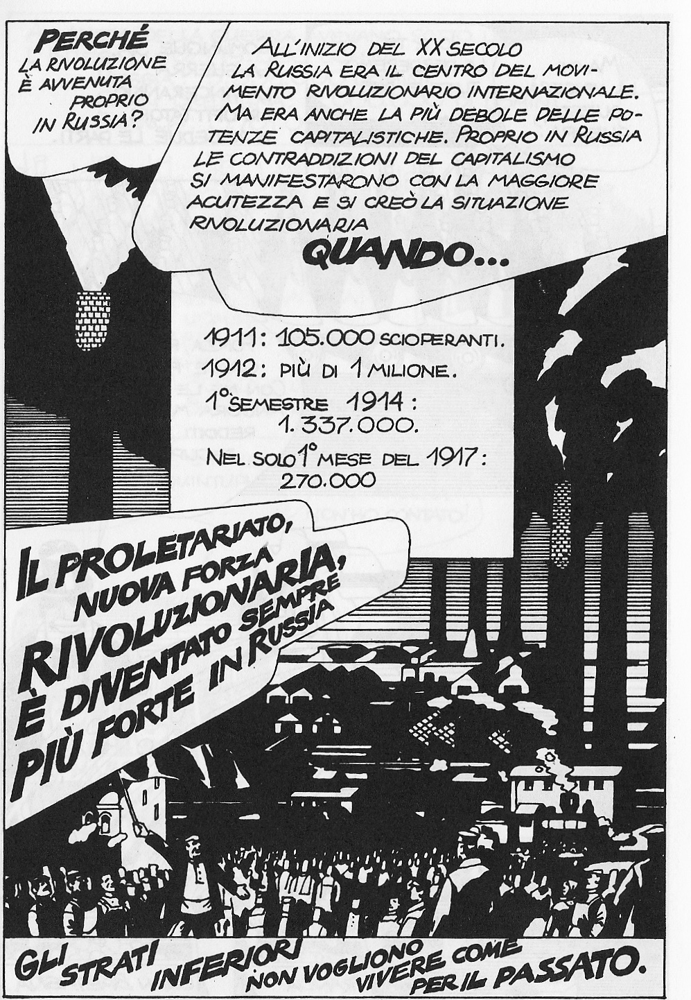 PERCHÉ
LA RIVOLUZIONE
È AVVENUTA
PROPRIO
IN RUSSIA?
ALL'INIZIO DEL XX SECOLO
LA RUSSIA ERA IL CENTRO DEL MOVI-
MENTO RIVOLUZIONARIO INTERNAZIONALE.
MA ERA ANCHE LA PIÙ DEBOLE DELLE PO-
TENZE CAPITALISTICHE. PROPRIO IN RUSSIA
LE CONTRADDIZIONI DEL CAPITALISMO
SI MANIFESTARONO CON LA MAGGIORE
ACUTEZZA E SI CREÒ LA SITUAZIONE
RIVOLUZIONARIA
QUANDO...
1911: 105.000 SCIOPERANTI.
1912: PIÙ DI 1 MILIONE.
1° SEMESTRE 1914:
1.337.000.
NEL SOLO 1° MESE DEL 1917:
270.000
IL PROLETARIATO,
NUOVA FORZA
RIVOLUZIONARIA,
È DIVENTATO SEMPRE
PIÙ FORTE IN RUSSIA
GLI STRATI INFERIORI NON VOGLIONO
VIVERE COME
PER IL PASSATO.